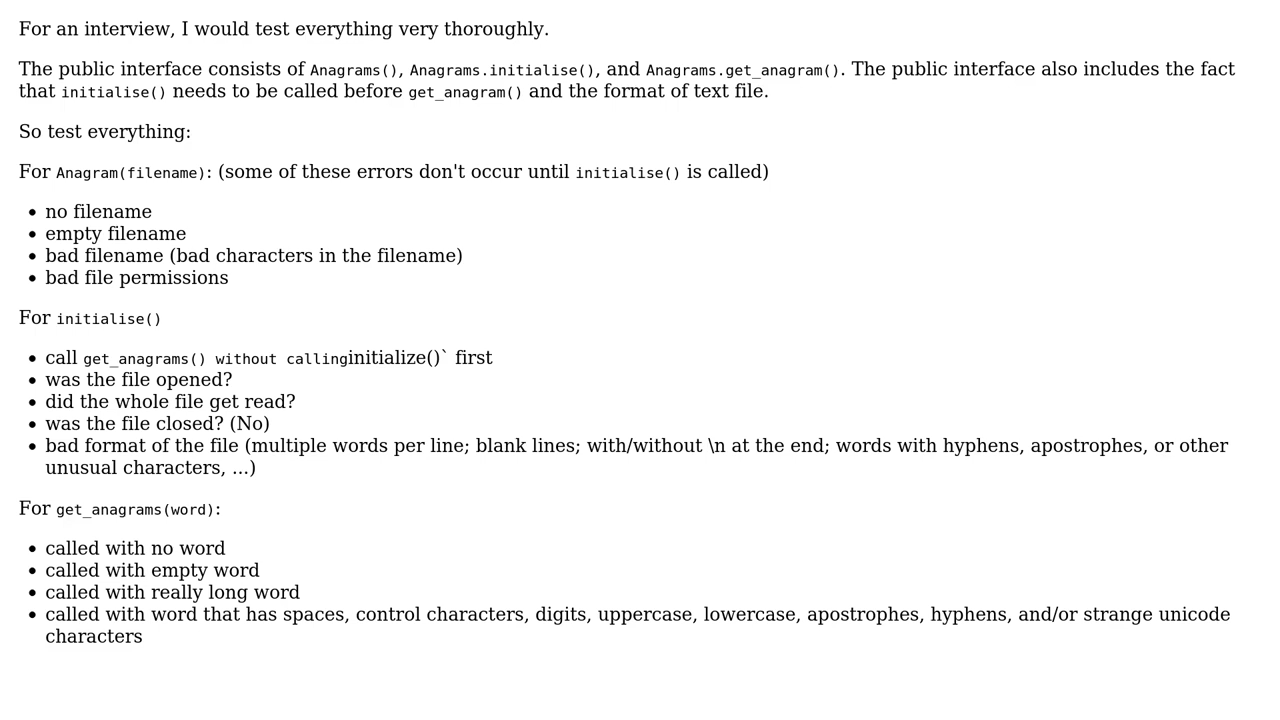 For an interview, I would test everything very thoroughly.
The public interface consists of Anagrams(), Anagrams.initialise(), and Anagrams.get_anagram(). The public interface also includes the fact
that initialise() needs to be called before get_anagram() and the format of text file.
So test everything:
For Anagram(filename): (some of these errors don't occur until initialise() is called)
• no filename
• empty filename
• bad filename (bad characters in the filename)
• bad file permissions
For initialise()
• call get_anagrams() without callinginitialize()` first
• was the file opened?
• did the whole file get read?
• was the file closed? (No)
• bad format of the file (multiple words per line; blank lines; with/without \n at the end; words with hyphens, apostrophes, or other
unusual characters, ...)
For get_anagrams(word):
• called with no word
• called with empty word
• called with really long word
• called with word that has spaces, control characters, digits, uppercase, lowercase, apostrophes, hyphens, and/or strange unicode
characters